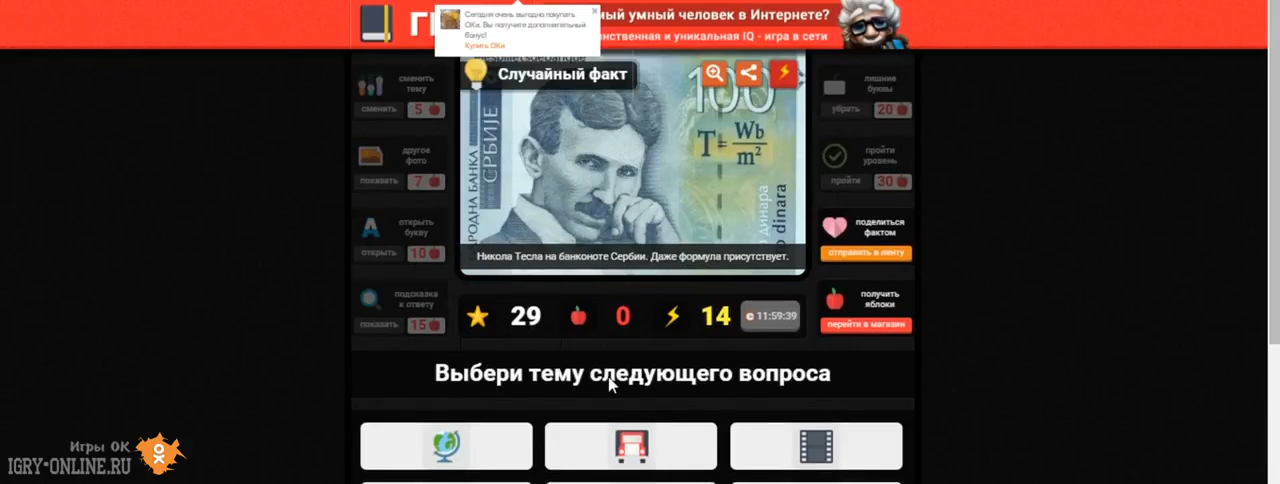 Сегодня очень выгодно покупать
ОКи. Вы получите дополнительный
бонус!
Купить ОКи
мый умный человек в Интернете?
нственная и уникальная IQ - игра в сети
Случайный факт
100
T = Wb
m²
СРБИЈЕ
РОДНА БАНКА
динара
dinara
Никола Тесла на банкноте Сербии. Даже формула присутствует.
сменить
тему
сменить 5
другое
фото
показать 7
открыть
букву
открыть 10
подсказка
к ответу
показать 15
лишние
буквы
убрать 20
пройти
уровень
пройти 30
поделиться
фактом
отправить в ленту
получить
яблоки
перейти в магазин
29 0 14 11:59:39
Выбери тему следующего вопроса
Игры ОК
IGRY-ONLINE.RU
OK